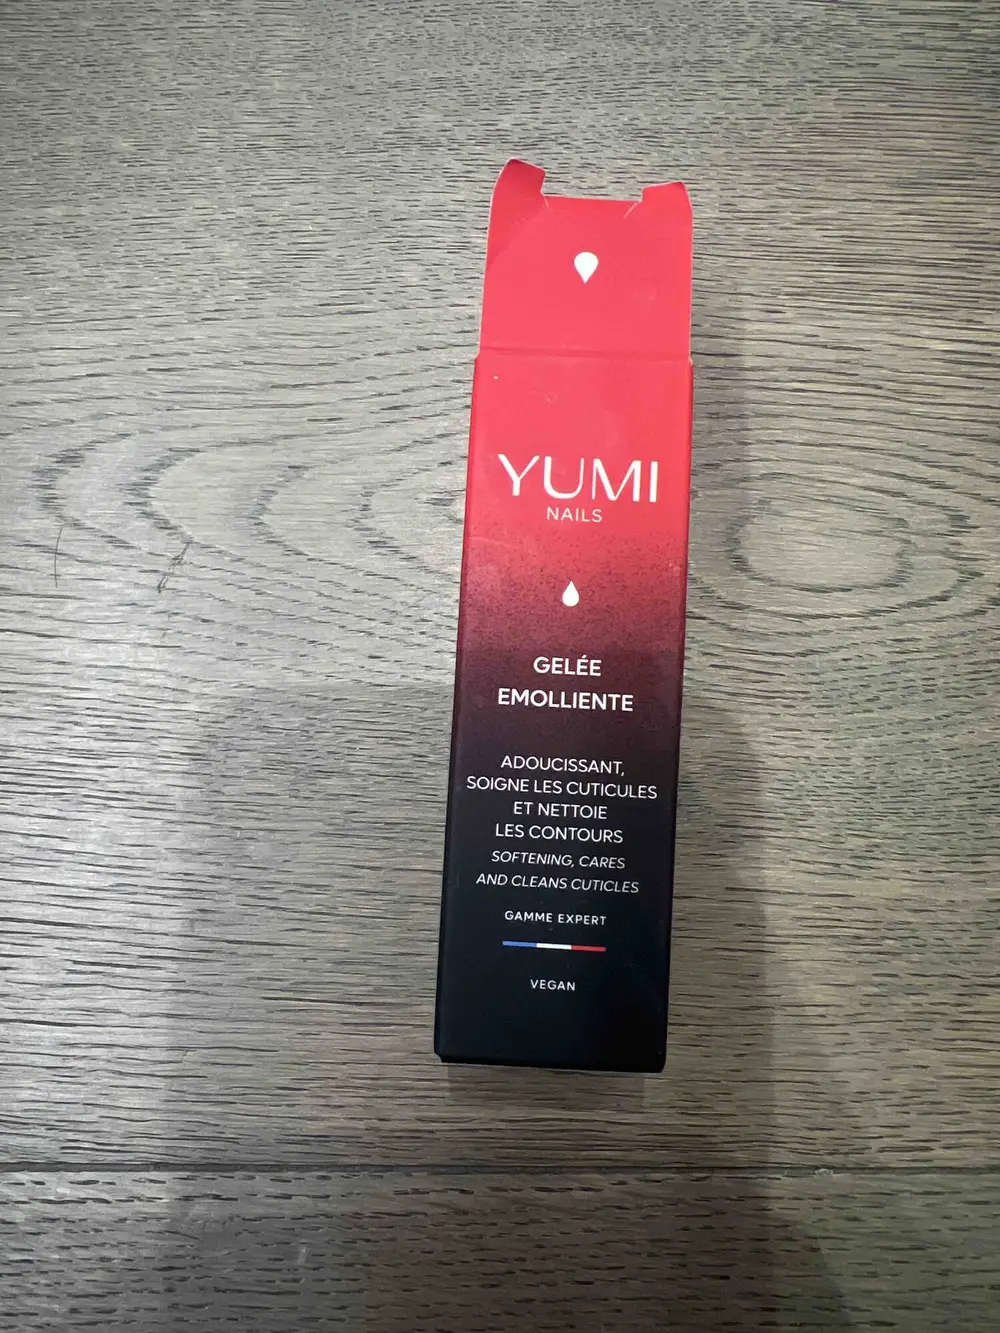 YUMI
NAILS
GELÉE
EMOLLIENTE
ADOUCISSANT,
SOIGNE LES CUTICULES
ET NETTOIE
LES CONTOURS
SOFTENING, CARES
AND CLEANS CUTICLES
GAMME EXPERT
VEGAN